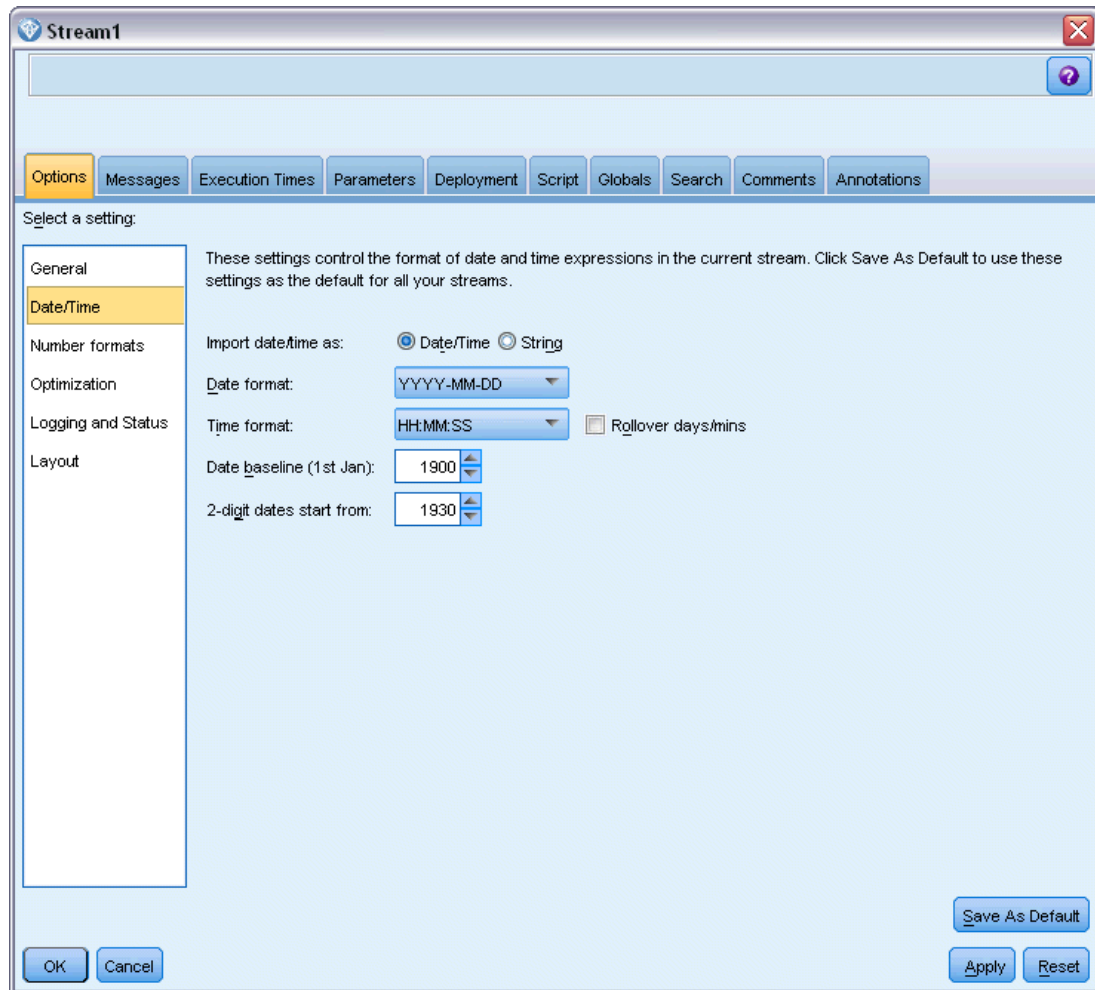 Stream1
?
Options Messages Execution Times Parameters Deployment Script Globals Search Comments Annotations
Select a setting:
General
Date/Time
Number formats
Optimization
Logging and Status
Layout
These settings control the format of date and time expressions in the current stream. Click Save As Default to use these
settings as the default for all your streams.
Import date/time as: Date/Time String
Date format: YYYY-MM-DD
Time format: HH:MM:SS Rollover days/mins
Date baseline (1st Jan): 1900
2-digit dates start from: 1930
Save As Default
OK Cancel Apply Reset